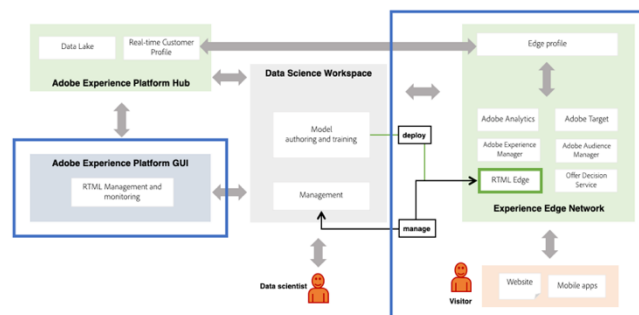 Data Lake
Real-time Customer
Profile
Adobe Experience Platform Hub
Data Science Workspace
Edge profile
Model
authoring and training
deploy
Adobe Analytics
Adobe Target
Adobe Experience
Manager
Adobe Audience
Manager
RTML Edge
Offer Decision
Service
Experience Edge Network
Adobe Experience Platform GUI
RTML Management and
monitoring
Management
manage
Data scientist
Visitor
Website
Mobile apps